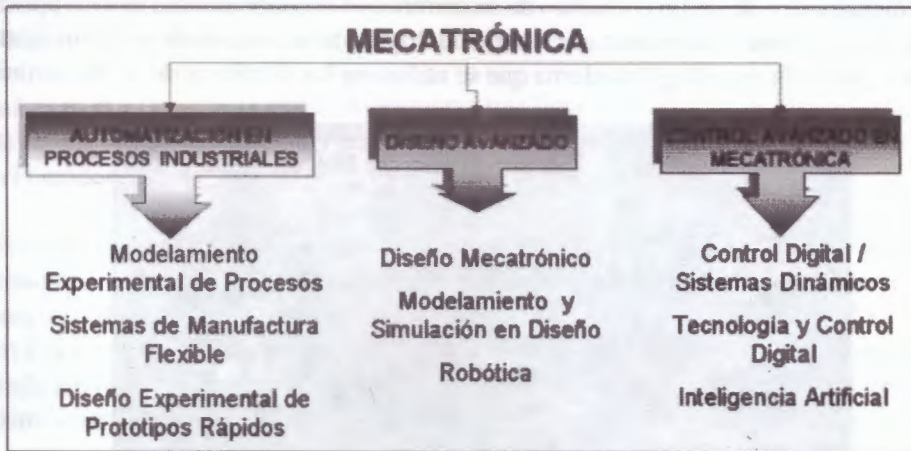 MECATRÓNICA
AUTOMATIZACION EN
PROCESOS INDUSTRIALES
Modelamiento
Experimental de Procesos
Sistemas de Manufactura
Flexible
Diseño Experimental de
Prototipos Rápidos
DISEÑO AVANZADO
Diseño Mecatrónico
Modelamiento y
Simulación en Diseño
Robótica
CONTROL AVANZADO EN
MECATRÓNICA
Control Digital /
Sistemas Dinámicos
Tecnología y Control
Digital
Inteligencia Artificial